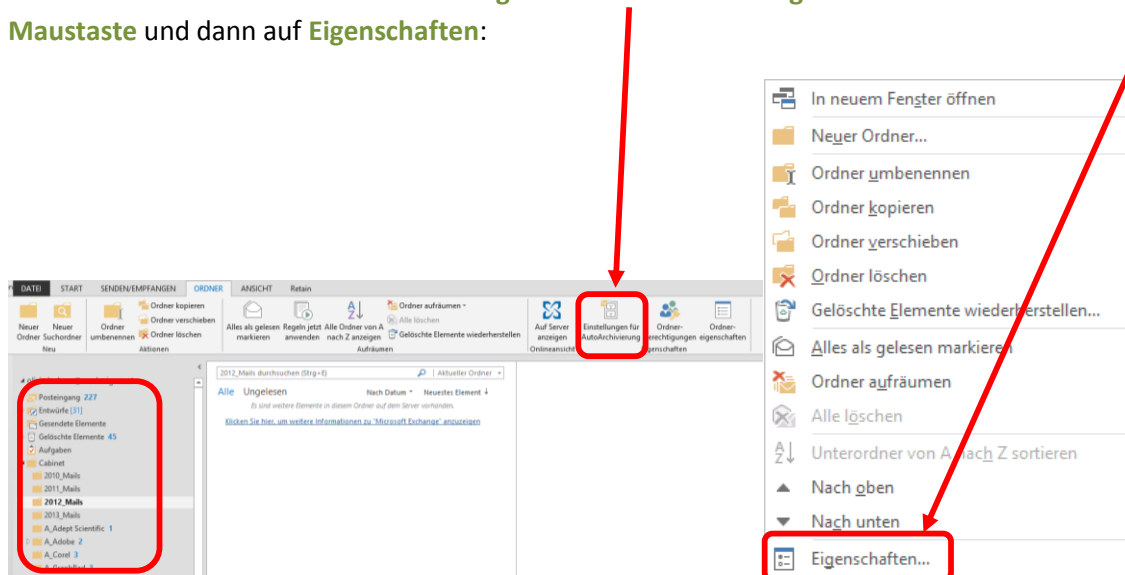 Maustaste und dann auf Eigenschaften:
In neuem Fenster öffnen
Neuer Ordner...
Ordner umbenennen
Ordner kopieren
Ordner verschieben
Ordner löschen
Gelöschte Elemente wiederherstellen...
Alles als gelesen markieren
Ordner aufräumen
Alle löschen
Unterordner von A nach Z sortieren
Nach oben
Nach unten
Eigenschaften...
DATEI START SENDEN/EMPFANGEN ORDNER ANSICHT Retain
Neuer Ordner
Neuer Suchordner
Neu
Ordner umbenennen
Ordner kopieren
Ordner verschieben
Ordner löschen
Aktionen
Alles als gelesen markieren
Regeln jetzt anwenden
Alle Ordner von A nach Z anzeigen
Ordner aufräumen
Alle löschen
Gelöschte Elemente wiederherstellen
Aufräumen
Auf Server anzeigen
Onlineansicht
Einstellungen für AutoArchivierung
Ordner-
Ordner-eigenschaften
Posteingang 227
Entwürfe [31]
Gesendete Elemente
Gelöschte Elemente 45
Aufgaben
Cabinet
2010_Mails
2011_Mails
2012_Mails
2013_Mails
A_Adept Scientific 1
A_Adobe 2
A_Corel 3
2012_Mails durchsuchen (Strg+E) Aktueller Ordner
Alle Ungelesen Nach Datum Neuestes Element ↓
Es sind weitere Elemente in diesem Ordner auf dem Server vorhanden.
Klicken Sie hier, um weitere Informationen zu "Microsoft Exchange" anzuzeigen